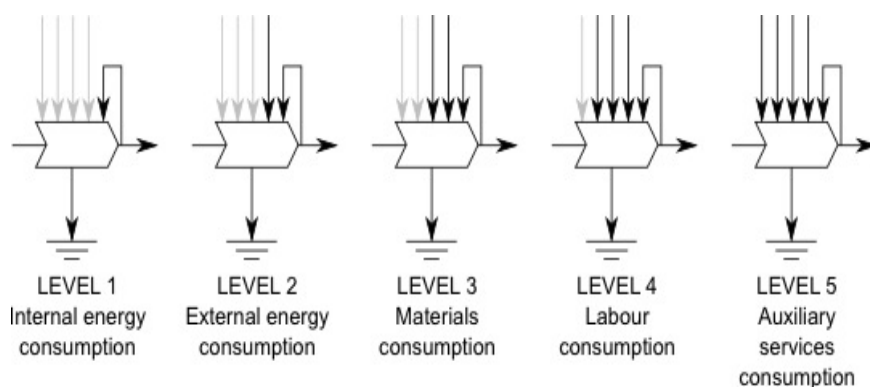 LEVEL 1
Internal energy
consumption
LEVEL 2
External energy
consumption
LEVEL 3
Materials
consumption
LEVEL 4
Labour
consumption
LEVEL 5
Auxiliary
services
consumption